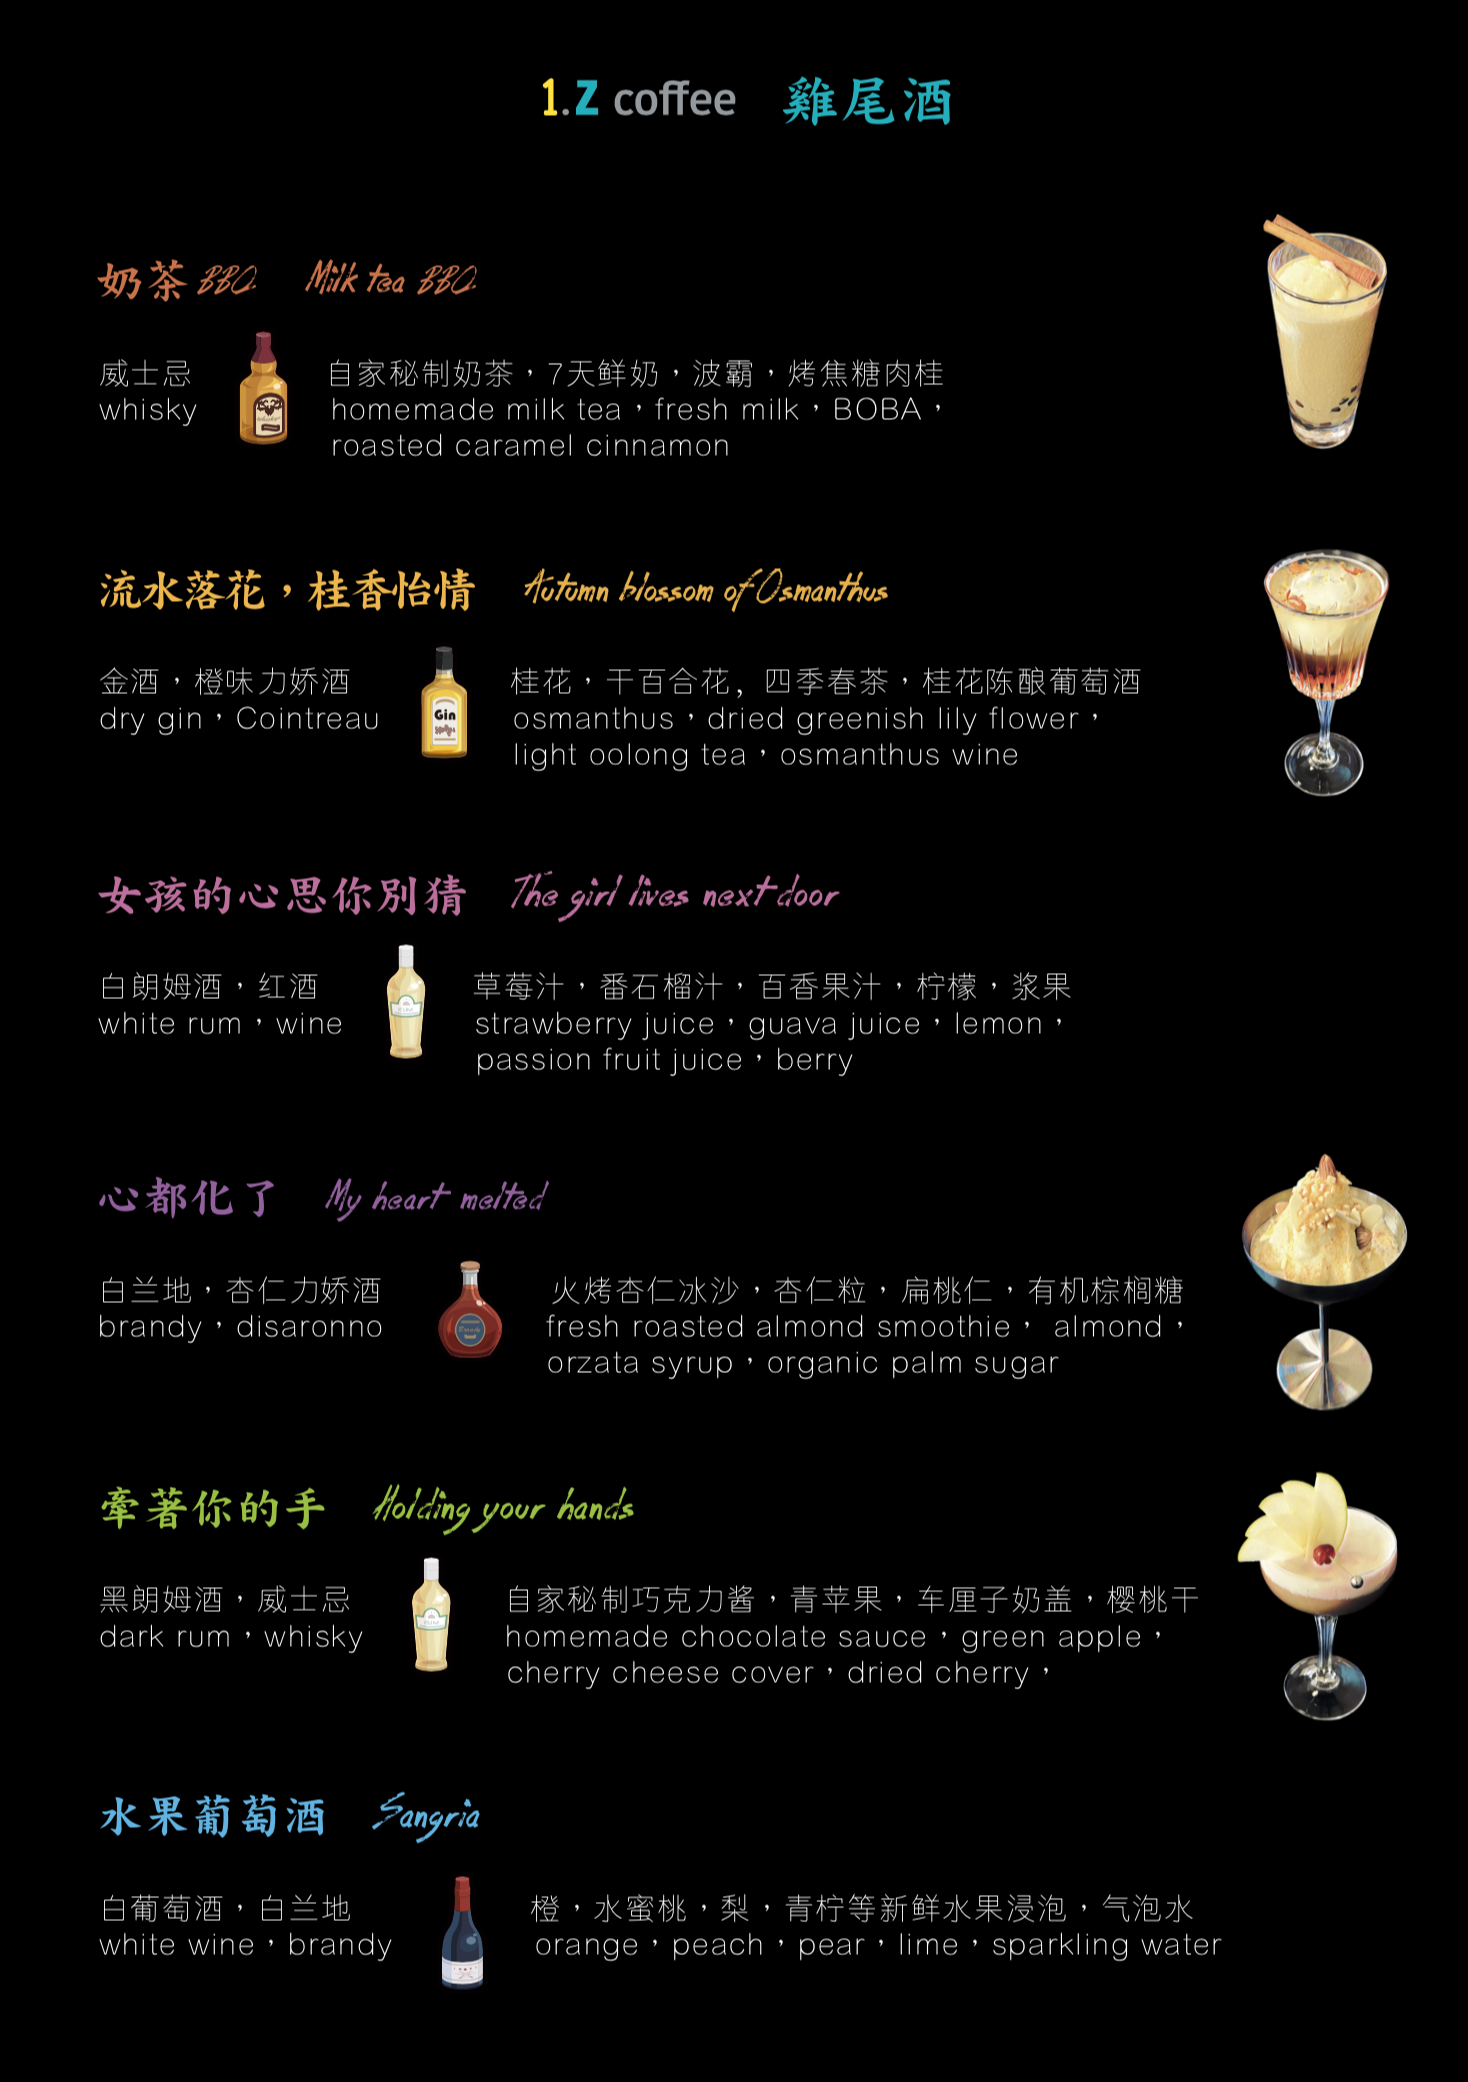 1.Z coffee 雞尾酒
奶茶BBQ Milk tea BBQ
威士忌
whisky
自家秘制奶茶，7天鲜奶，波霸，烤焦糖肉桂
homemade milk tea，fresh milk，BOBA，
roasted caramel cinnamon
流水落花，桂香怡情 Autumn blossom of Osmanthus
金酒，橙味力娇酒
dry gin，Cointreau
Gin
桂花，干百合花，四季春茶，桂花陈酿葡萄酒
osmanthus，dried greenish lily flower，
light oolong tea，osmanthus wine
女孩的心思你別猜 The girl lives next door
白朗姆酒，红酒
white rum，wine
草莓汁，番石榴汁，百香果汁，柠檬，浆果
strawberry juice，guava juice，lemon，
passion fruit juice，berry
心都化了 My heart melted
白兰地，杏仁力娇酒
brandy，disaronno
火烤杏仁冰沙，杏仁粒，扁桃仁，有机棕榈糖
fresh roasted almond smoothie， almond，
orzata syrup，organic palm sugar
牽著你的手 Holding your hands
黑朗姆酒，威士忌
dark rum，whisky
自家秘制巧克力酱，青苹果，车厘子奶盖，樱桃干
homemade chocolate sauce，green apple，
cherry cheese cover，dried cherry，
水果葡萄酒 Sangria
白葡萄酒，白兰地
white wine，brandy
橙，水蜜桃，梨，青柠等新鲜水果浸泡，气泡水
orange，peach，pear，lime，sparkling water